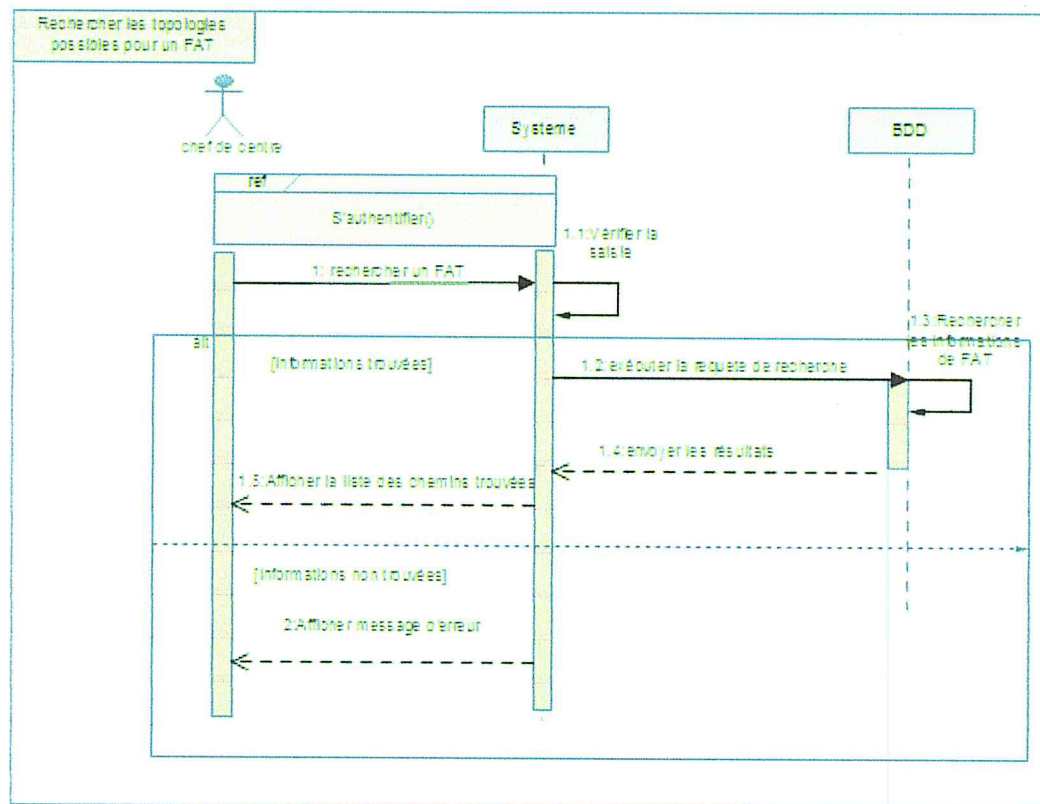 Rechercher les topologies
possibles pour un FAT
chef de centre
Système
BDD
ref
S'authentifier()
1.1:Vérifier la
saisie
1: rechercher un FAT
1.3:Rechercher
les informations
de FAT
alt
[informations trouvées]
1.2:exécuter la requete de recherche
1.4:envoyer les résultats
1.5:Afficher la liste des chemins trouvées
[informations non trouvées]
2:Afficher message d'erreur